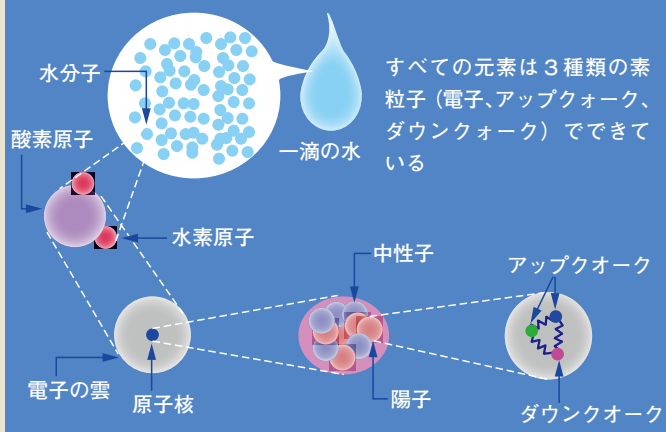 水分子
すべての元素は３種類の素
粒子（電子、アップクォーク、
ダウンクォーク）でできて
いる
一滴の水
酸素原子
水素原子
中性子
アップクオーク
電子の雲
原子核
陽子
ダウンクオーク